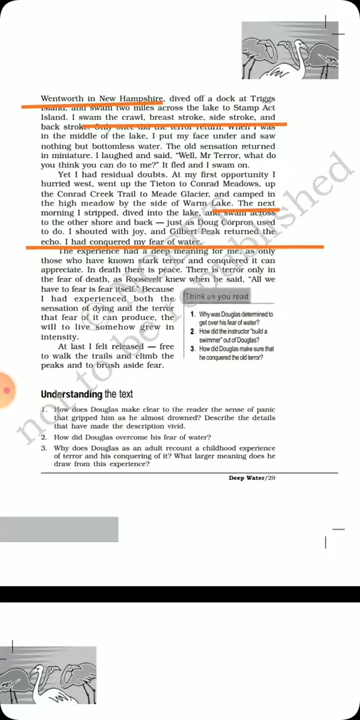 Wentworth in New Hampshire, dived off a dock at Triggs
Island, and swam two miles across the lake to Stamp Act
Island. I swam the crawl, breast stroke, side stroke, and
back stroke. Only once did the terror return. When I was
in the middle of the lake, I put my face under and saw
nothing but bottomless water. The old sensation returned
in miniature. I laughed and said, “Well, Mr Terror, what do
you think you can do to me?” It fled and I swam on.
Yet I had residual doubts. At my first opportunity I
hurried west, went up the Tieton to Conrad Meadows, up
the Conrad Creek Trail to Meade Glacier, and camped in
the high meadow by the side of Warm Lake. The next
morning I stripped, dived into the lake, and swam across
to the other shore and back — just as Doug Corpron used
to do. I shouted with joy, and Gilbert Peak returned the
echo. I had conquered my fear of water.
The experience had a deep meaning for me, as only
those who have known stark terror and conquered it can
appreciate. In death there is peace. There is terror only in
the fear of death, as Roosevelt knew when he said, “All we
have to fear is fear itself.” Because
I had experienced both the
sensation of dying and the terror
that fear of it can produce, the
will to live somehow grew in
intensity.
At last I felt released — free
to walk the trails and climb the
peaks and to brush aside fear.
Think as you read
1. Why was Douglas determined to
get over his fear of water?
2. How did the instructor “build a
swimmer” out of Douglas?
3. How did Douglas make sure that
he conquered the old terror?
Understanding the text
1. How does Douglas make clear to the reader the sense of panic
that gripped him as he almost drowned? Describe the details
that have made the description vivid.
2. How did Douglas overcome his fear of water?
3. Why does Douglas as an adult recount a childhood experience
of terror and his conquering of it? What larger meaning does he
draw from this experience?
Deep Water/29
not to be republished